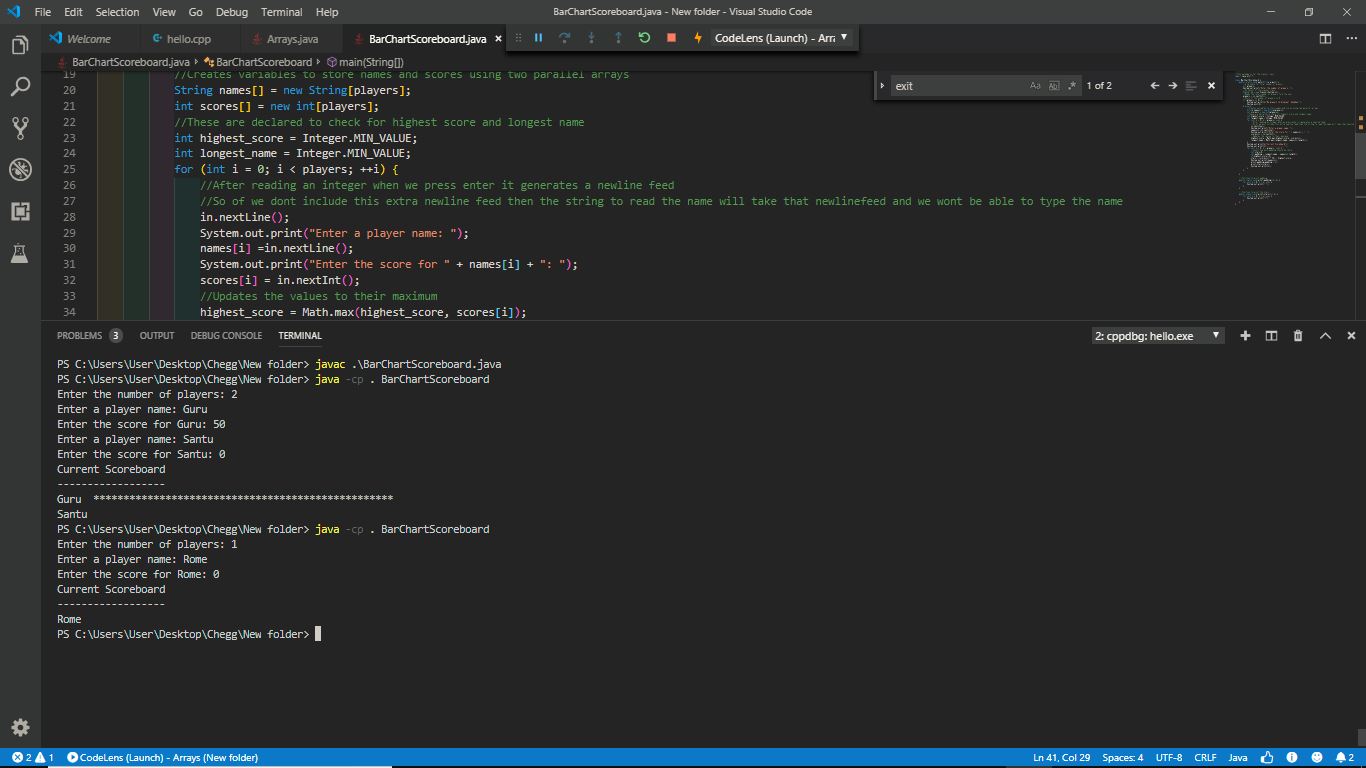 File Edit Selection View Go Debug Terminal Help BarChartScoreboard.java - New folder - Visual Studio Code
Welcome hello.cpp Arrays.java BarChartScoreboard.java CodeLens (Launch) - Arra
BarChartScoreboard.java BarChartScoreboard main(String[])
exit Aa Abl .* 1 of 2
19 //Creates variables to store names and scores using two parallel arrays
20 String names[] = new String[players];
21 int scores[] = new int[players];
22 //These are declared to check for highest score and longest name
23 int highest_score = Integer.MIN_VALUE;
24 int longest_name = Integer.MIN_VALUE;
25 for (int i = 0; i < players; ++i) {
26 //After reading an integer when we press enter it generates a newline feed
27 //So of we dont include this extra newline feed then the string to read the name will take that newlinefeed and we wont be able to type the name
28 in.nextLine();
29 System.out.print("Enter a player name: ");
30 names[i] =in.nextLine();
31 System.out.print("Enter the score for " + names[i] + ": ");
32 scores[i] = in.nextInt();
33 //Updates the values to their maximum
34 highest_score = Math.max(highest_score, scores[i]);
PROBLEMS 3 OUTPUT DEBUG CONSOLE TERMINAL 2: cppdbg: hello.exe
PS C:\Users\User\Desktop\Chegg\New folder> javac .\BarChartScoreboard.java
PS C:\Users\User\Desktop\Chegg\New folder> java -cp . BarChartScoreboard
Enter the number of players: 2
Enter a player name: Guru
Enter the score for Guru: 50
Enter a player name: Santu
Enter the score for Santu: 0
Current Scoreboard
------------------
Guru **************************************************
Santu
PS C:\Users\User\Desktop\Chegg\New folder> java -cp . BarChartScoreboard
Enter the number of players: 1
Enter a player name: Rome
Enter the score for Rome: 0
Current Scoreboard
------------------
Rome
PS C:\Users\User\Desktop\Chegg\New folder>
2 1 CodeLens (Launch) - Arrays (New folder) Ln 41, Col 29 Spaces: 4 UTF-8 CRLF Java 2